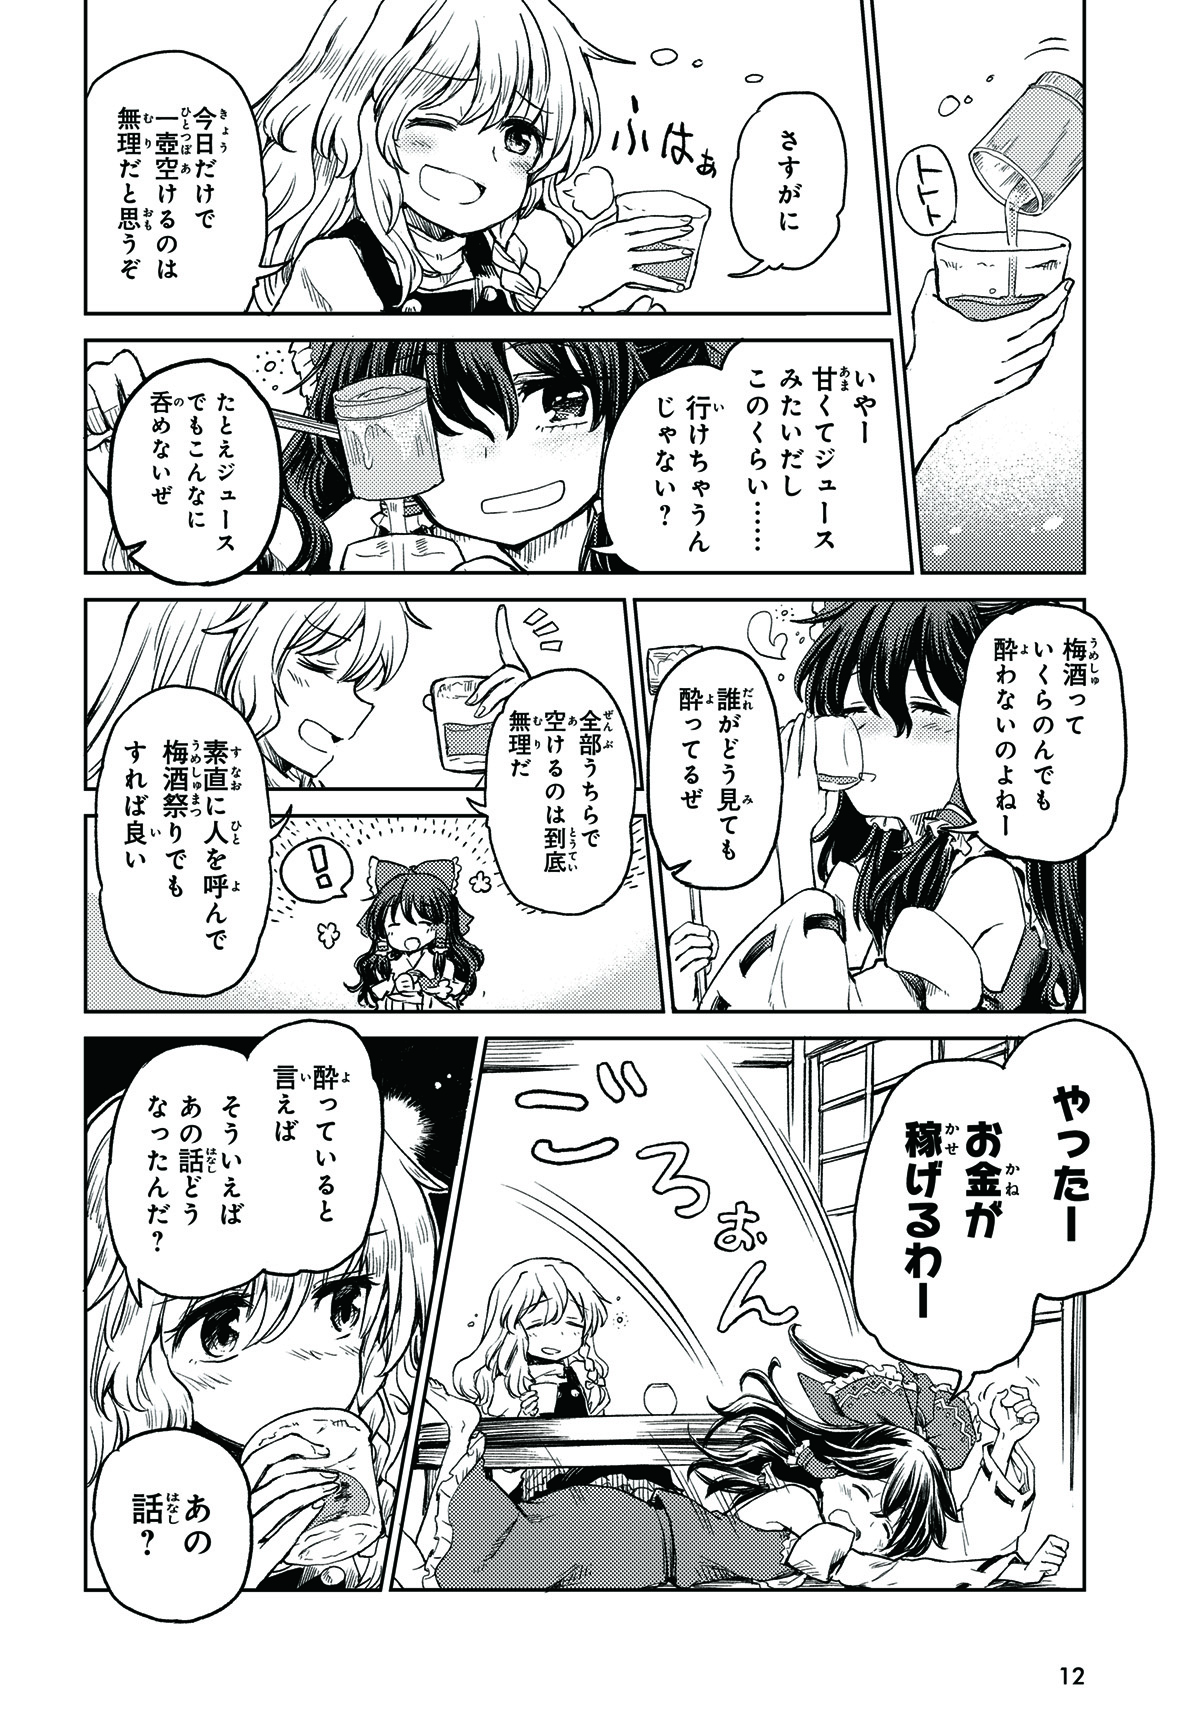 トトト
さすがに
ふはぁ
今日だけで
一壺空けるのは
無理だと思うぞ
いやー
甘くてジュース
みたいだし
このくらい……
行けちゃうん
じゃない?
たとえジュース
でもこんなに
呑めないぜ
梅酒って
いくらのんでも
酔わないのよねー
誰がどう見ても
酔ってるぜ
全部うちらで
空けるのは到底
無理だ
素直に人を呼んで
梅酒祭りでも
すれば良い
!!
やったー
お金が
稼げるわー
ごころぉん
酔っていると
言えば
そういえば
あの話どう
なったんだ?
あの
話?
12